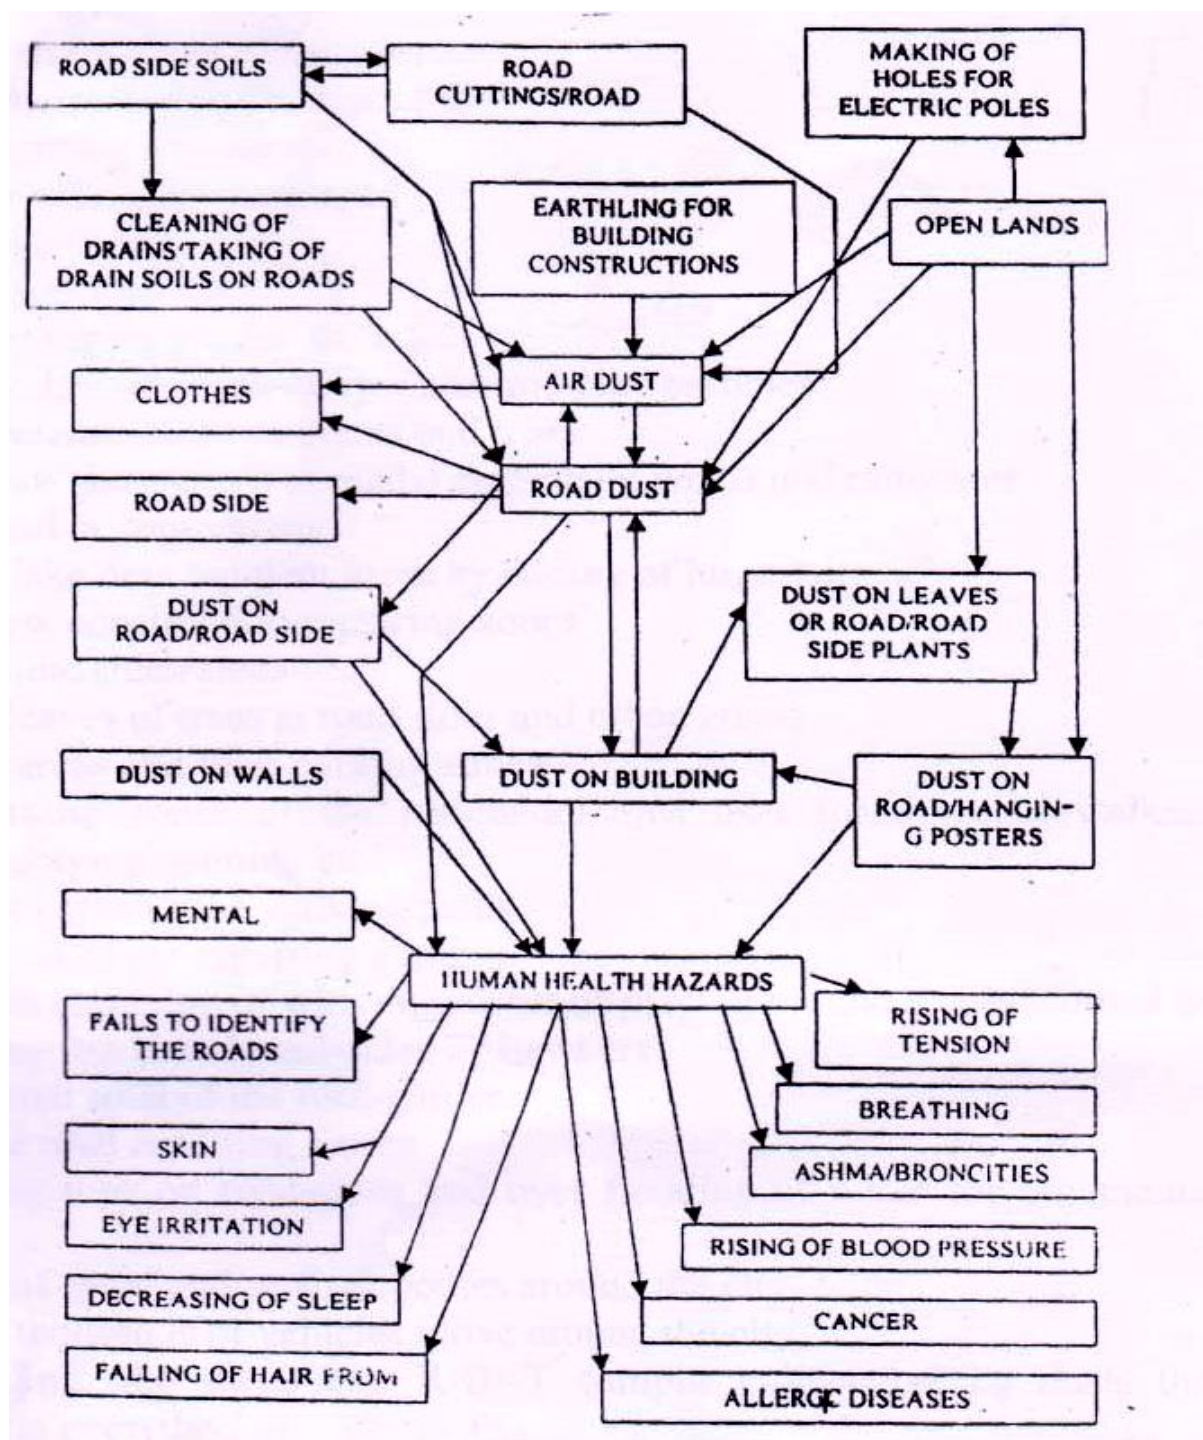 ROAD SIDE SOILS
ROAD
CUTTINGS/ROAD
MAKING OF
HOLES FOR
ELECTRIC POLES
CLEANING OF
DRAINS'TAKING OF
DRAIN SOILS ON ROADS
EARTHLING FOR
BUILDING
CONSTRUCTIONS
OPEN LANDS
AIR DUST
CLOTHES
ROAD DUST
ROAD SIDE
DUST ON
ROAD/ROAD SIDE
DUST ON LEAVES
OR ROAD/ROAD
SIDE PLANTS
DUST ON WALLS
DUST ON BUILDING
DUST ON
ROAD/HANGIN-
G POSTERS
MENTAL
HUMAN HEALTH HAZARDS
FAILS TO IDENTIFY
THE ROADS
RISING OF
TENSION
BREATHING
SKIN
ASHMA/BRONCITIES
EYE IRRITATION
RISING OF BLOOD PRESSURE
DECREASING OF SLEEP
CANCER
FALLING OF HAIR FROM
ALLERGC DISEASES